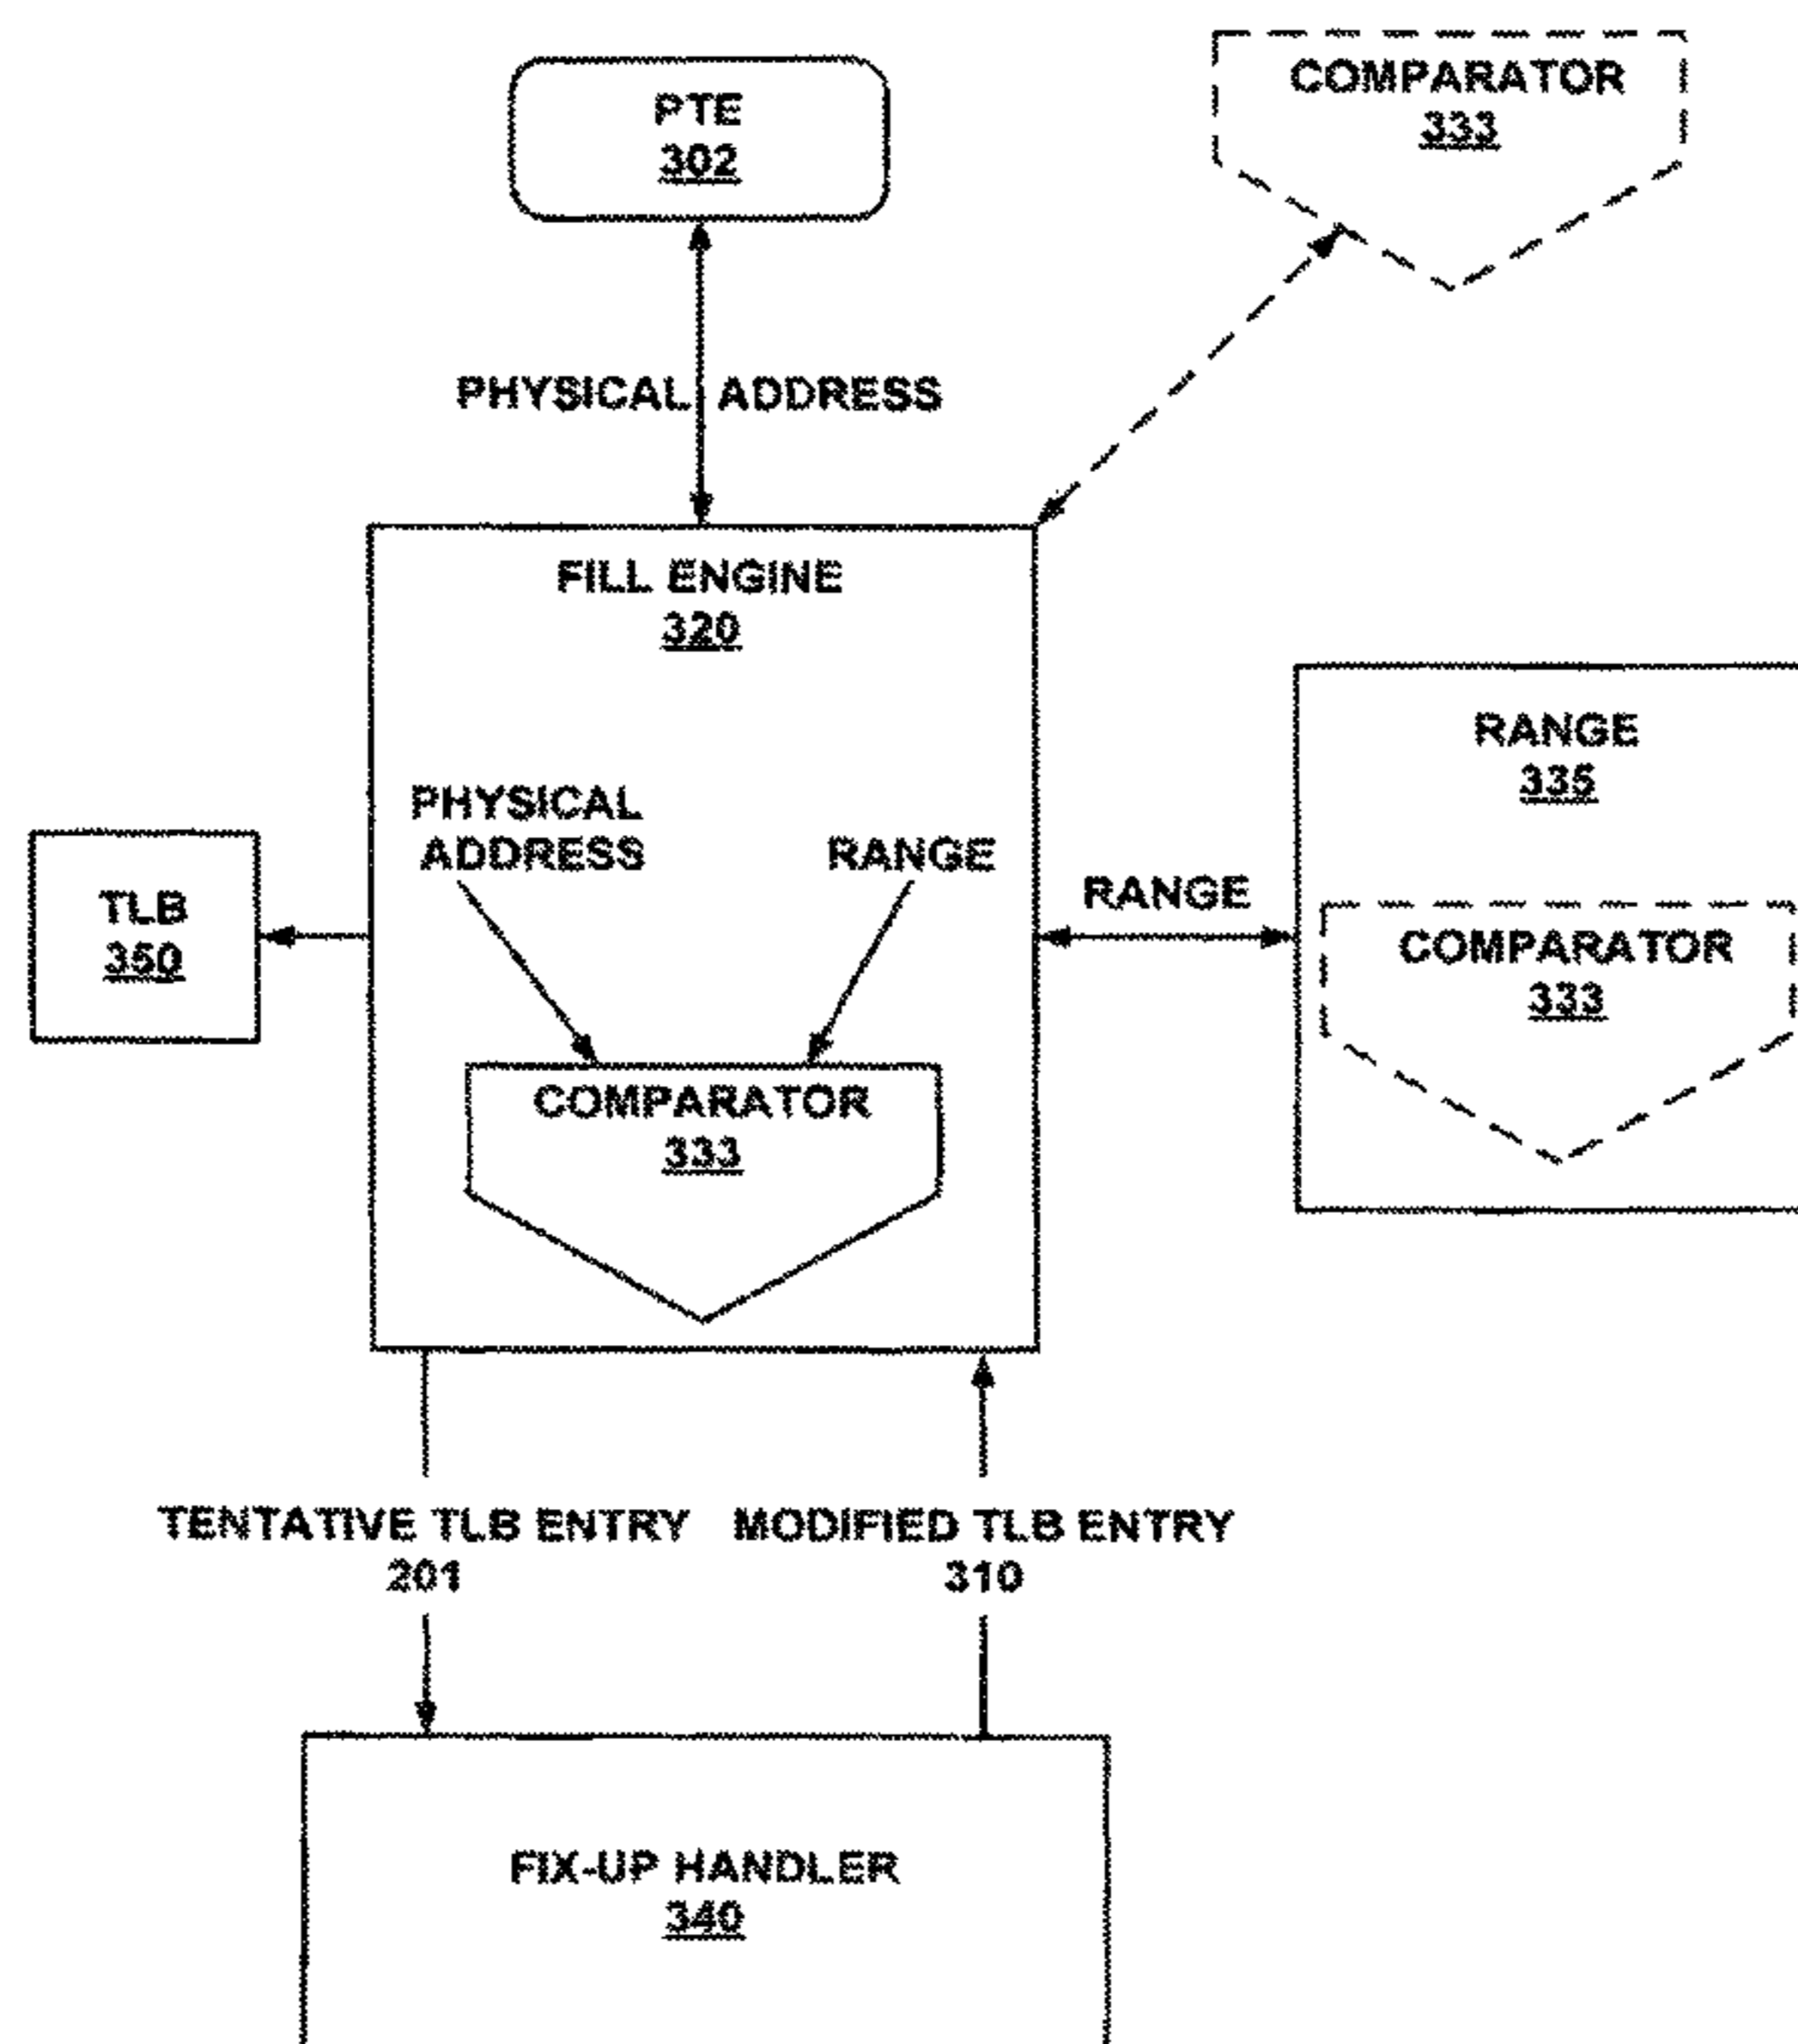 PTE
302
COMPARATOR
333
PHYSICAL ADDRESS
FILL ENGINE
320
RANGE
335
PHYSICAL
ADDRESS
RANGE
RANGE
TLB
350
COMPARATOR
333
COMPARATOR
333
TENTATIVE TLB ENTRY
201
MODIFIED TLB ENTRY
310
FIX-UP HANDLER
340